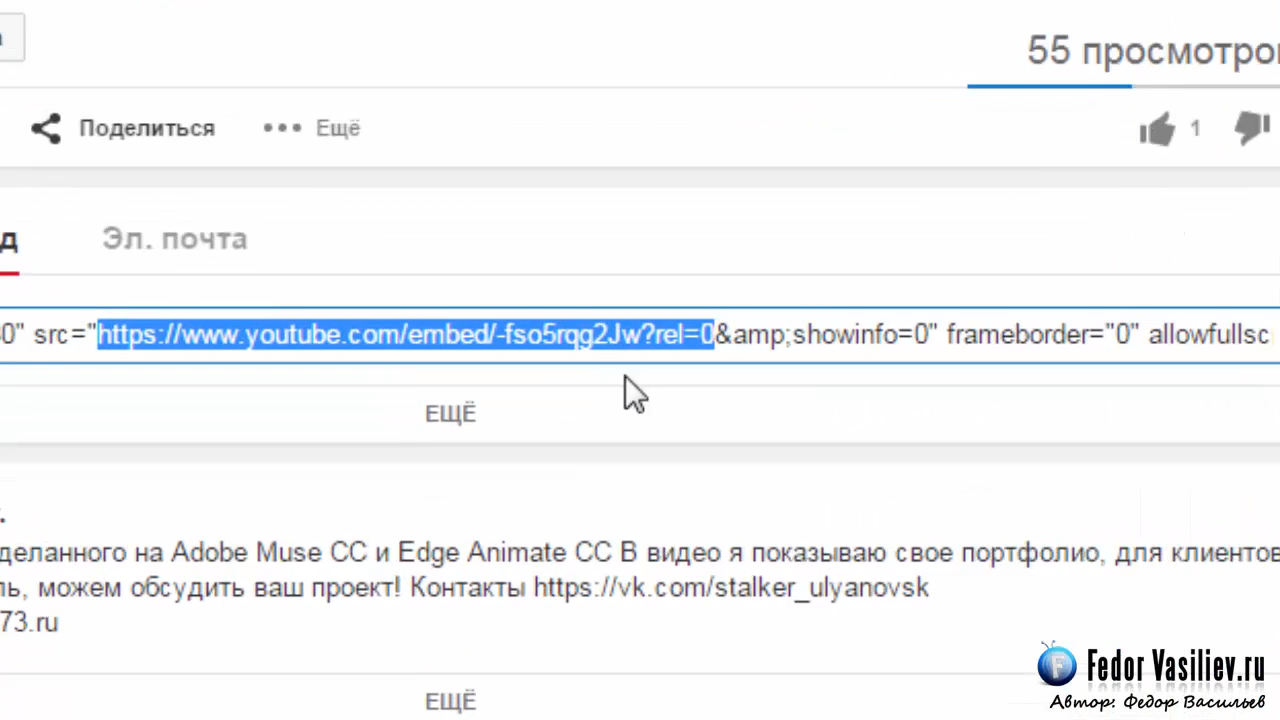 55 просмотро
Поделиться
Ещё
1
д
Эл. почта
0" src="https://www.youtube.com/embed/-fso5rqg2Jw?rel=0&amp;showinfo=0" frameborder="0" allowfullsc
ЕЩЁ
деланного на Adobe Muse CC и Edge Animate CC В видео я показываю свое портфолио, для клиентов
ль, можем обсудить ваш проект! Контакты https://vk.com/stalker_ulyanovsk
73.ru
ЕЩЁ
Fedor Vasiliev.ru
Автор: Федор Васильев